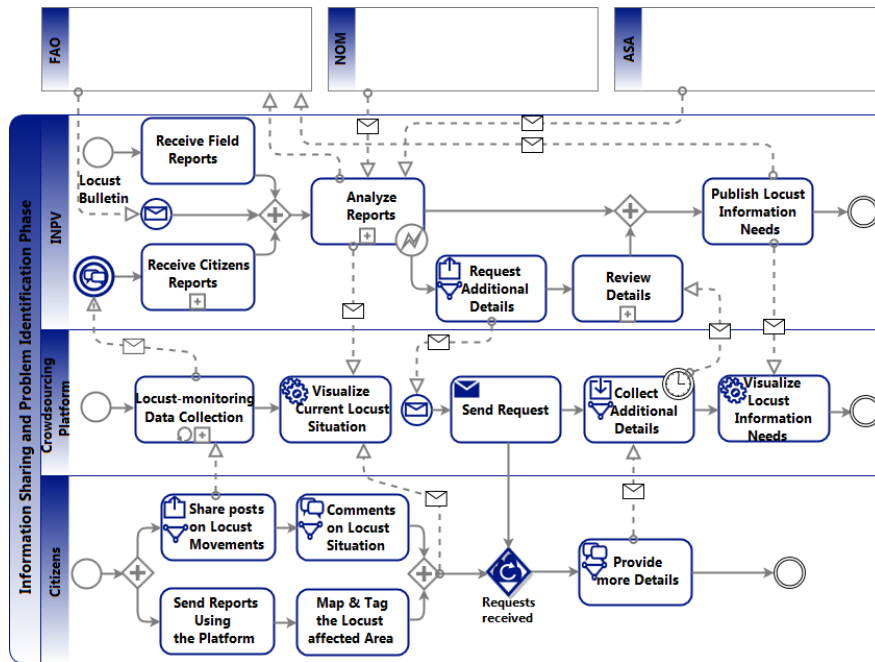 FAO
NOM
ASA
Information Sharing and Problem Identification Phase
INPV
Receive Field
Reports
Locust
Bulletin
Receive Citizens
Reports
Analyze
Reports
Request
Additional
Details
Review
Details
Publish Locust
Information
Needs
Crowdsourcing
Platform
Locust-monitoring
Data Collection
Visualize
Current Locust
Situation
Send Request
Collect
Additional
Details
Visualize
Locust
Information
Needs
Citizens
Share posts
on Locust
Movements
Comments
on Locust
Situation
Send Reports
Using
the Platform
Map & Tag
the Locust
affected Area
Requests
received
Provide
more Details